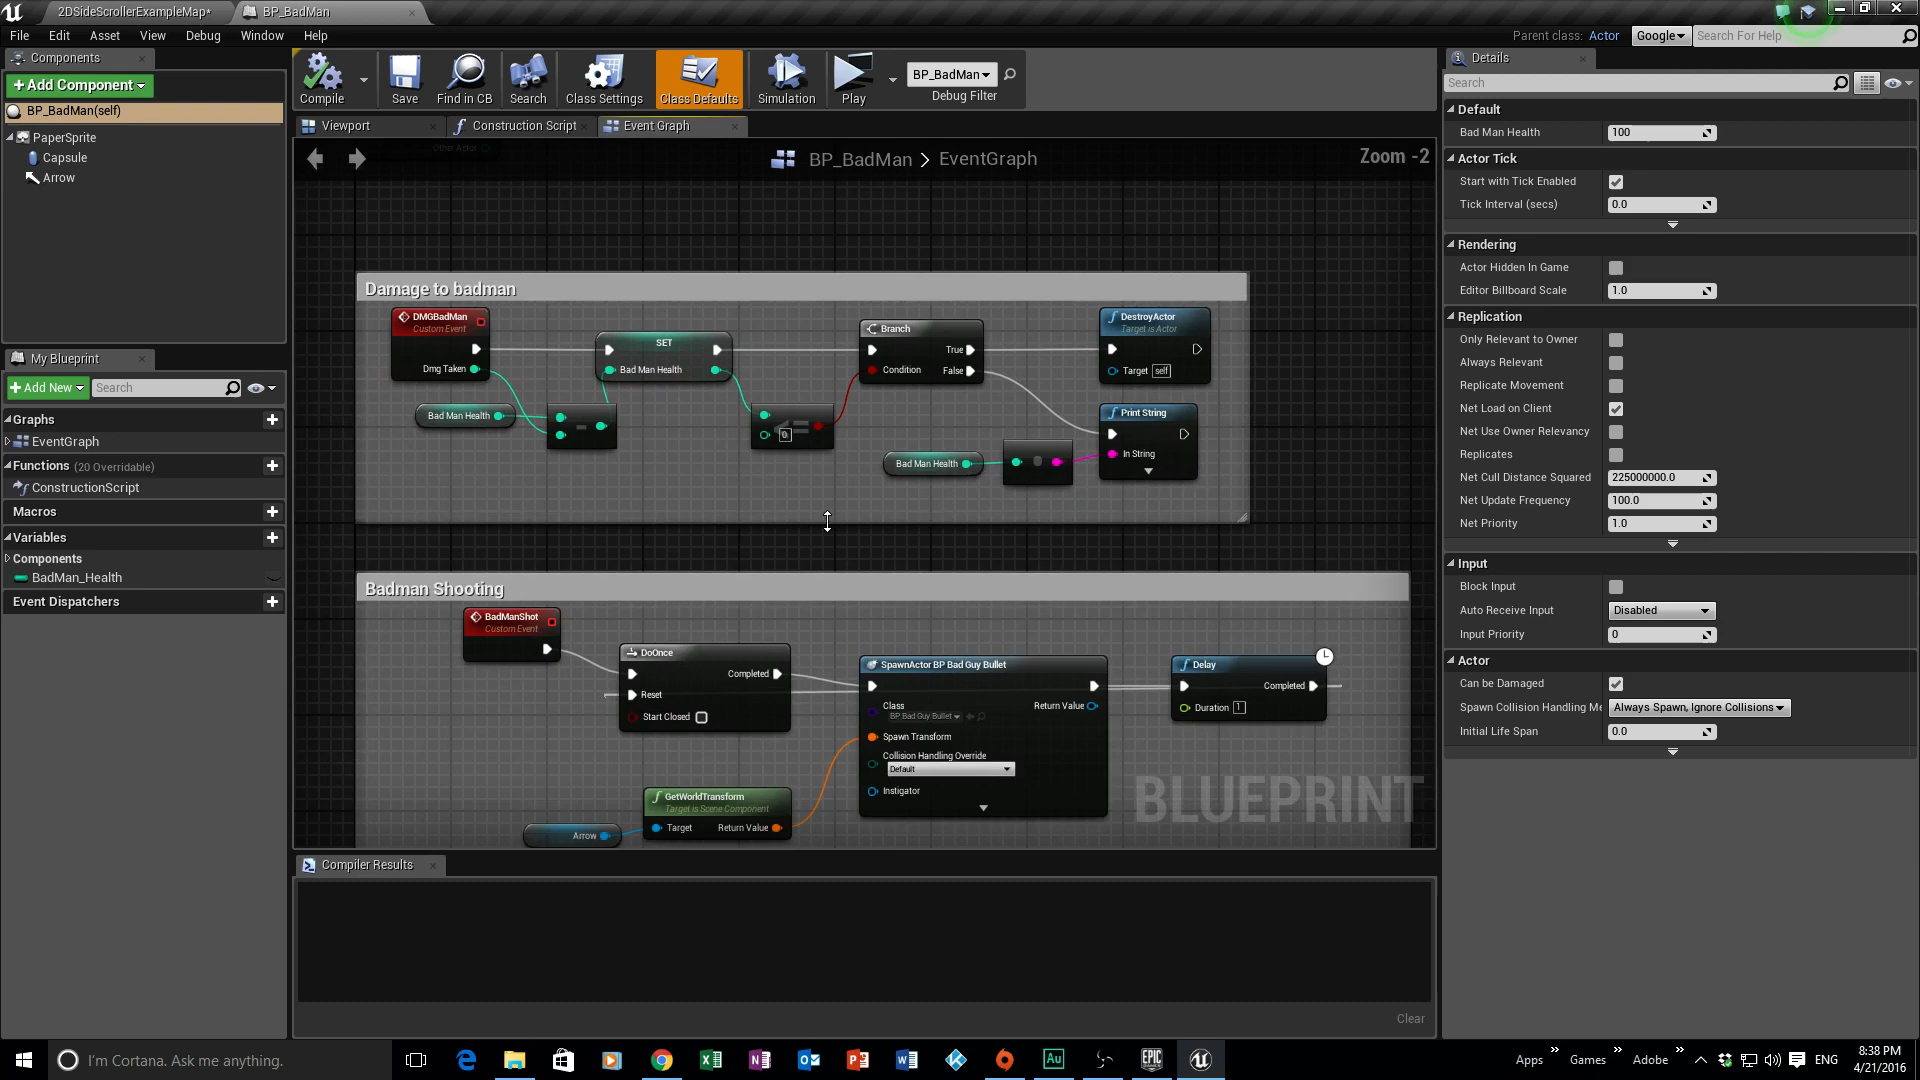 2DSideScrollerExampleMap*
BP_BadMan
File Edit Asset View Debug Window Help
Parent class: Actor Google Search For Help
Components
+ Add Component
BP_BadMan(self)
PaperSprite
Capsule
Arrow
My Blueprint
+ Add New Search
Graphs
EventGraph
Functions (20 Overridable)
ConstructionScript
Macros
Variables
Components
BadMan_Health
Event Dispatchers
Compile Save Find in CB Search Class Settings Class Defaults Simulation Play
BP_BadMan
Debug Filter
Viewport Construction Script Event Graph
Other Actor
BP_BadMan > EventGraph
Zoom -2
Damage to badman
DMGBadMan
Custom Event
Dmg Taken
Bad Man Health
SET
Bad Man Health
-
0
Branch
True
Condition False
DestroyActor
Target is Actor
Target self
Bad Man Health
Print String
In String
Badman Shooting
BadManShot
Custom Event
DoOnce
Completed
Reset
Start Closed
SpawnActor BP Bad Guy Bullet
Class Return Value
BP Bad Guy Bullet
Spawn Transform
Collision Handling Override
Default
Instigator
Delay
Completed
Duration 1
GetWorldTransform
Target is Scene Component
Target Return Value
Arrow
BLUEPRINT
Compiler Results
Clear
Details
Search
Default
Bad Man Health 100
Actor Tick
Start with Tick Enabled
Tick Interval (secs) 0.0
Rendering
Actor Hidden In Game
Editor Billboard Scale 1.0
Replication
Only Relevant to Owner
Always Relevant
Replicate Movement
Net Load on Client
Net Use Owner Relevancy
Replicates
Net Cull Distance Squared 225000000.0
Net Update Frequency 100.0
Net Priority 1.0
Input
Block Input
Auto Receive Input Disabled
Input Priority 0
Actor
Can be Damaged
Spawn Collision Handling Me Always Spawn, Ignore Collisions
Initial Life Span 0.0
I'm Cortana. Ask me anything.
Au
EPIC GAMES
Apps Games Adobe ENG
8:38 PM
4/21/2016